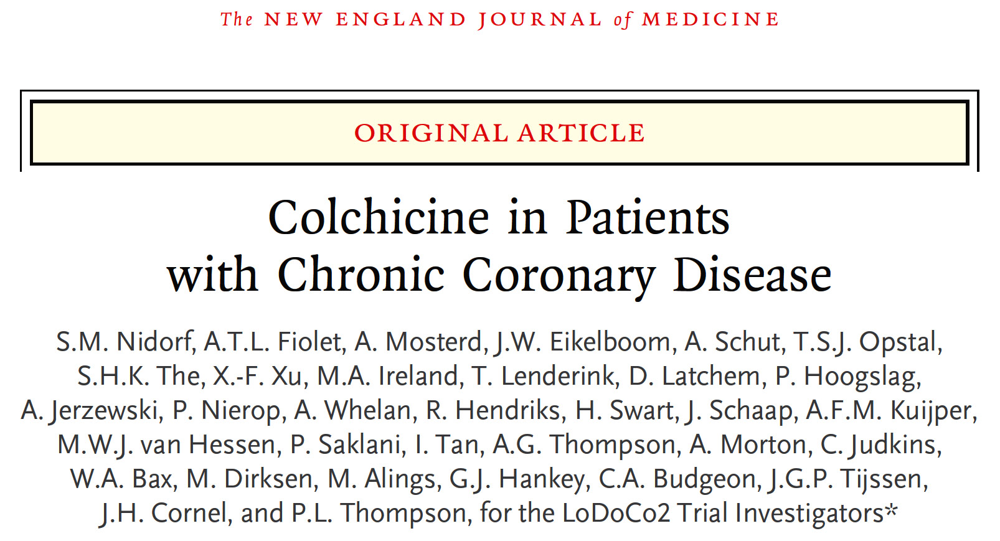 The NEW ENGLAND JOURNAL of MEDICINE
ORIGINAL ARTICLE
Colchicine in Patients
with Chronic Coronary Disease
S.M. Nidorf, A.T.L. Fiolet, A. Mosterd, J.W. Eikelboom, A. Schut, T.S.J. Opstal,
S.H.K. The, X.-F. Xu, M.A. Ireland, T. Lenderink, D. Latchem, P. Hoogslag,
A. Jerzewski, P. Nierop, A. Whelan, R. Hendriks, H. Swart, J. Schaap, A.F.M. Kuijper,
M.W.J. van Hessen, P. Saklani, I. Tan, A.G. Thompson, A. Morton, C. Judkins,
W.A. Bax, M. Dirksen, M. Alings, G.J. Hankey, C.A. Budgeon, J.G.P. Tijssen,
J.H. Cornel, and P.L. Thompson, for the LoDoCo2 Trial Investigators*